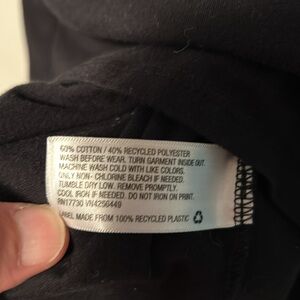 60% COTTON / 40% RECYCLED POLYESTER
WASH BEFORE WEAR. TURN GARMENT INSIDE OUT.
MACHINE WASH COLD WITH LIKE COLORS.
ONLY NON-CHLORINE BLEACH IF NEEDED.
TUMBLE DRY LOW. REMOVE PROMPTLY.
COOL IRON IF NEEDED. DO NOT IRON ON PRINT.
RN17730 VN4256449
LABEL MADE FROM 100% RECYCLED PLASTIC